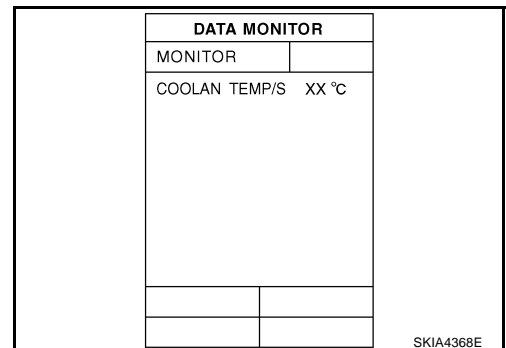 DATA MONITOR
MONITOR
COOLAN TEMP/S XX °C
SKIA4368E